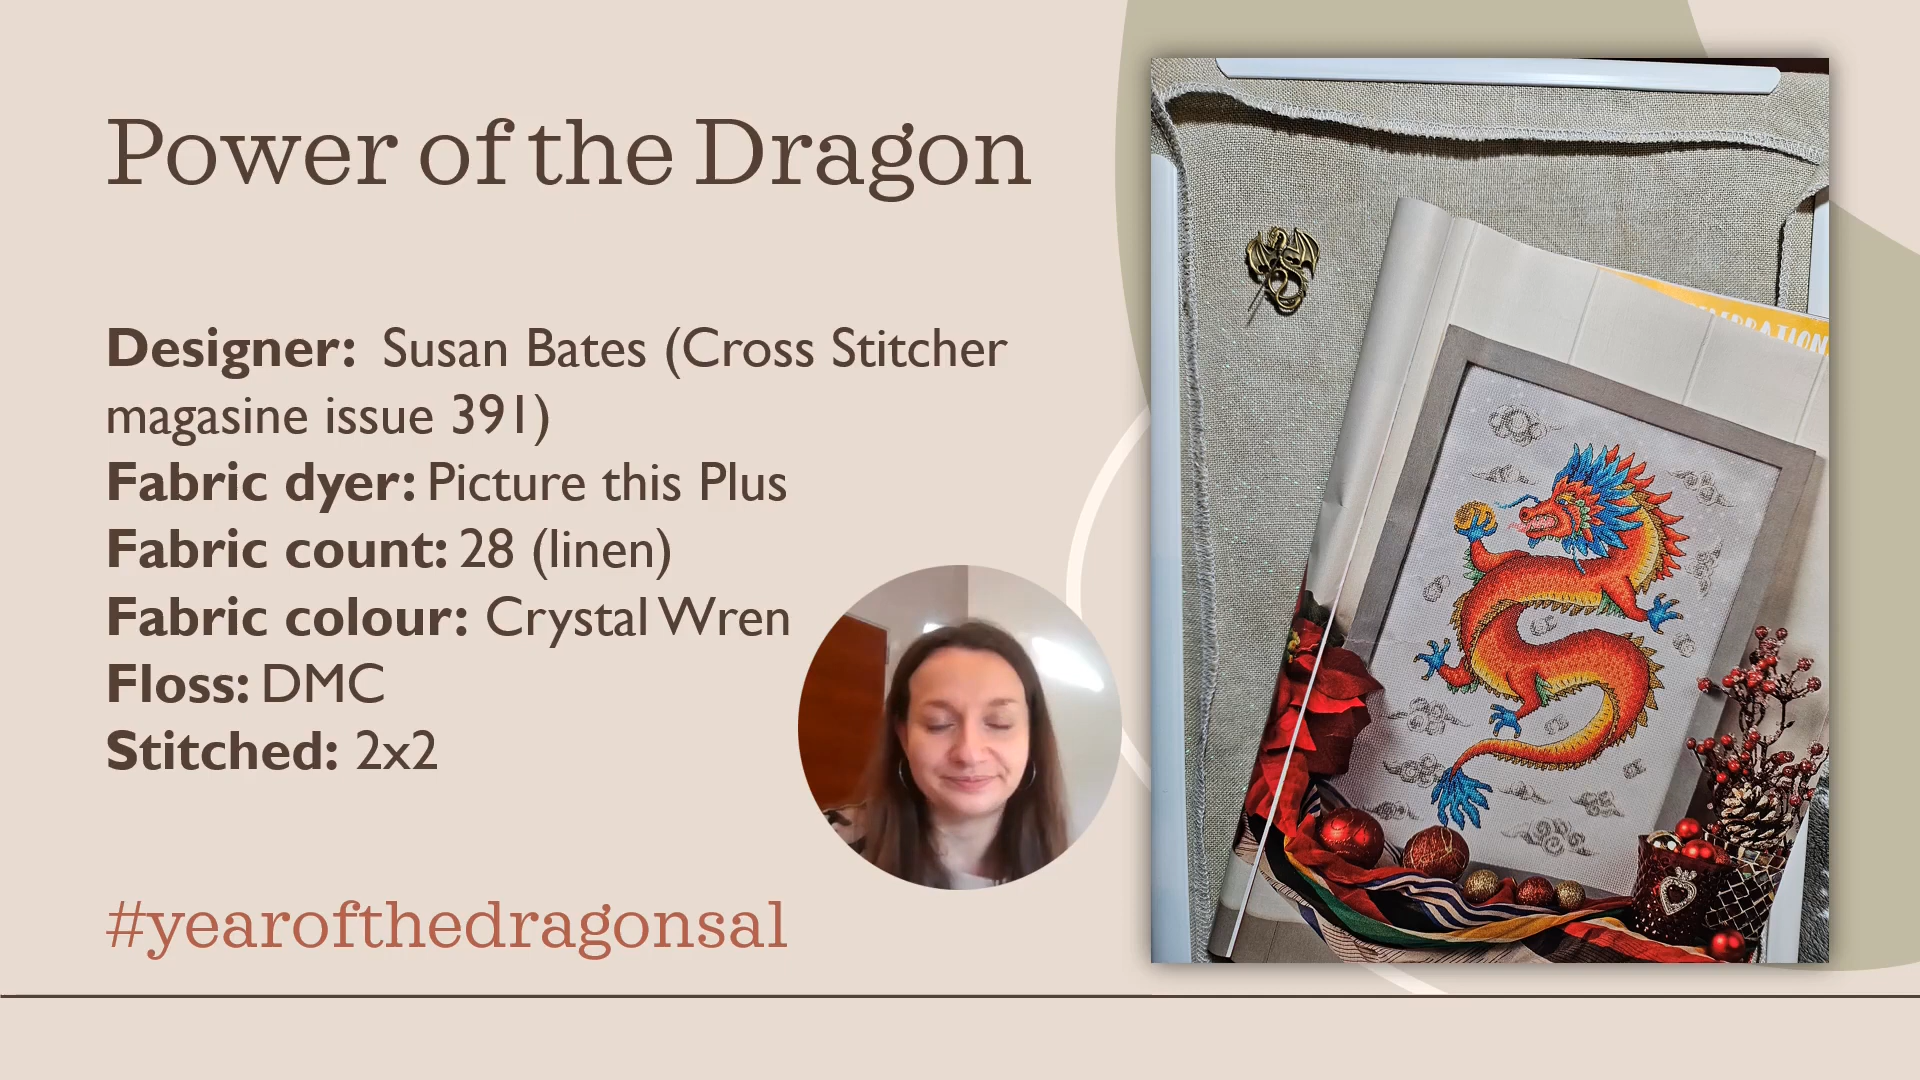 Power of the Dragon
Designer: Susan Bates (Cross Stitcher
magasine issue 391)
Fabric dyer: Picture this Plus
Fabric count: 28 (linen)
Fabric colour: Crystal Wren
Floss: DMC
Stitched: 2x2
#yearofthedragonsal